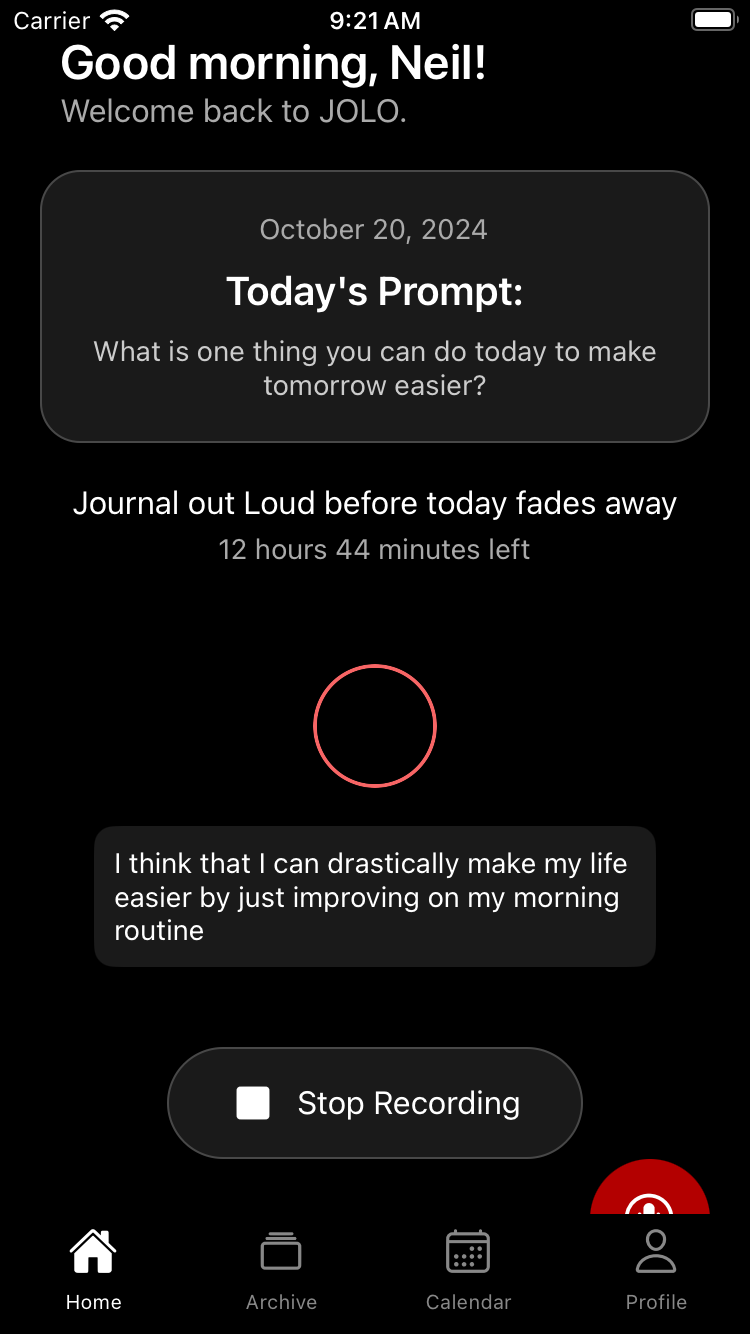 Carrier 9:21 AM
Good morning, Neil!
Welcome back to JOLO.
October 20, 2024
Today's Prompt:
What is one thing you can do today to make
tomorrow easier?
Journal out Loud before today fades away
12 hours 44 minutes left
I think that I can drastically make my life
easier by just improving on my morning
routine
Stop Recording
Home Archive Calendar Profile